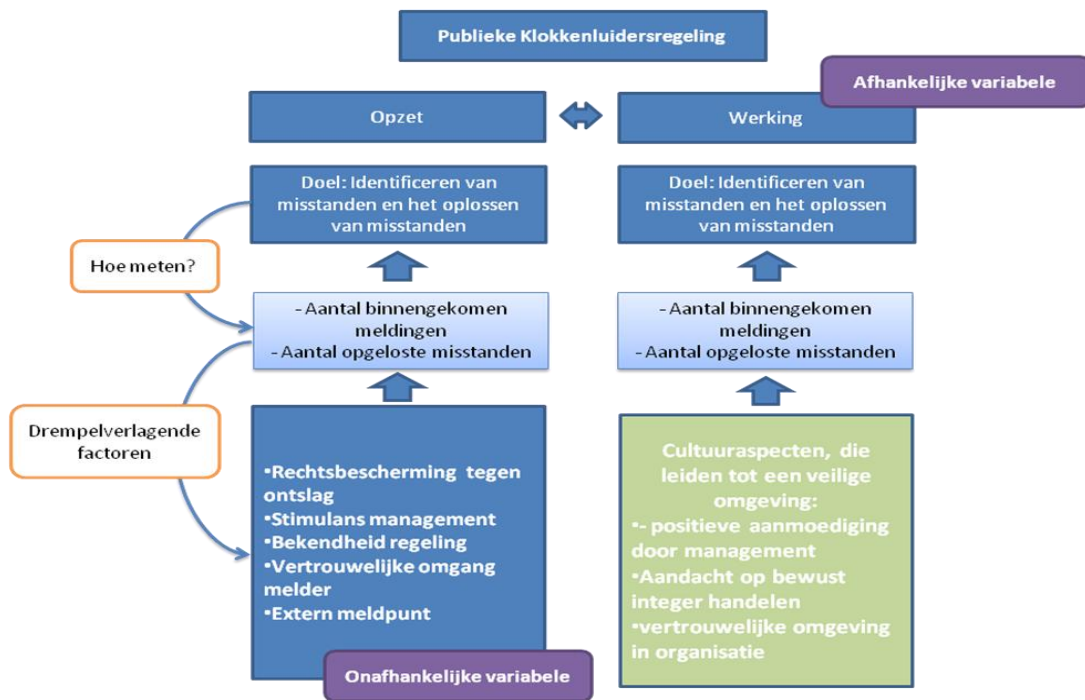 Publieke Klokkenluidersregeling
Afhankelijke variabele
Opzet
Werking
Doel: Identificeren van
misstanden en het oplossen
van misstanden
Doel: Identificeren van
misstanden en het oplossen
van misstanden
Hoe meten?
- Aantal binnengekomen
meldingen
- Aantal opgeloste misstanden
- Aantal binnengekomen
meldingen
- Aantal opgeloste misstanden
Drempelverlagende
factoren
•Rechtsbescherming tegen
ontslag
•Stimulans management
•Bekendheid regeling
•Vertrouwelijke omgang
melder
•Extern meldpunt
Onafhankelijke variabele
Cultuuraspecten, die
leiden tot een veilige
omgeving:
•- positieve aanmoediging
door management
•Aandacht op bewust
integer handelen
•vertrouwelijke omgeving
in organisatie